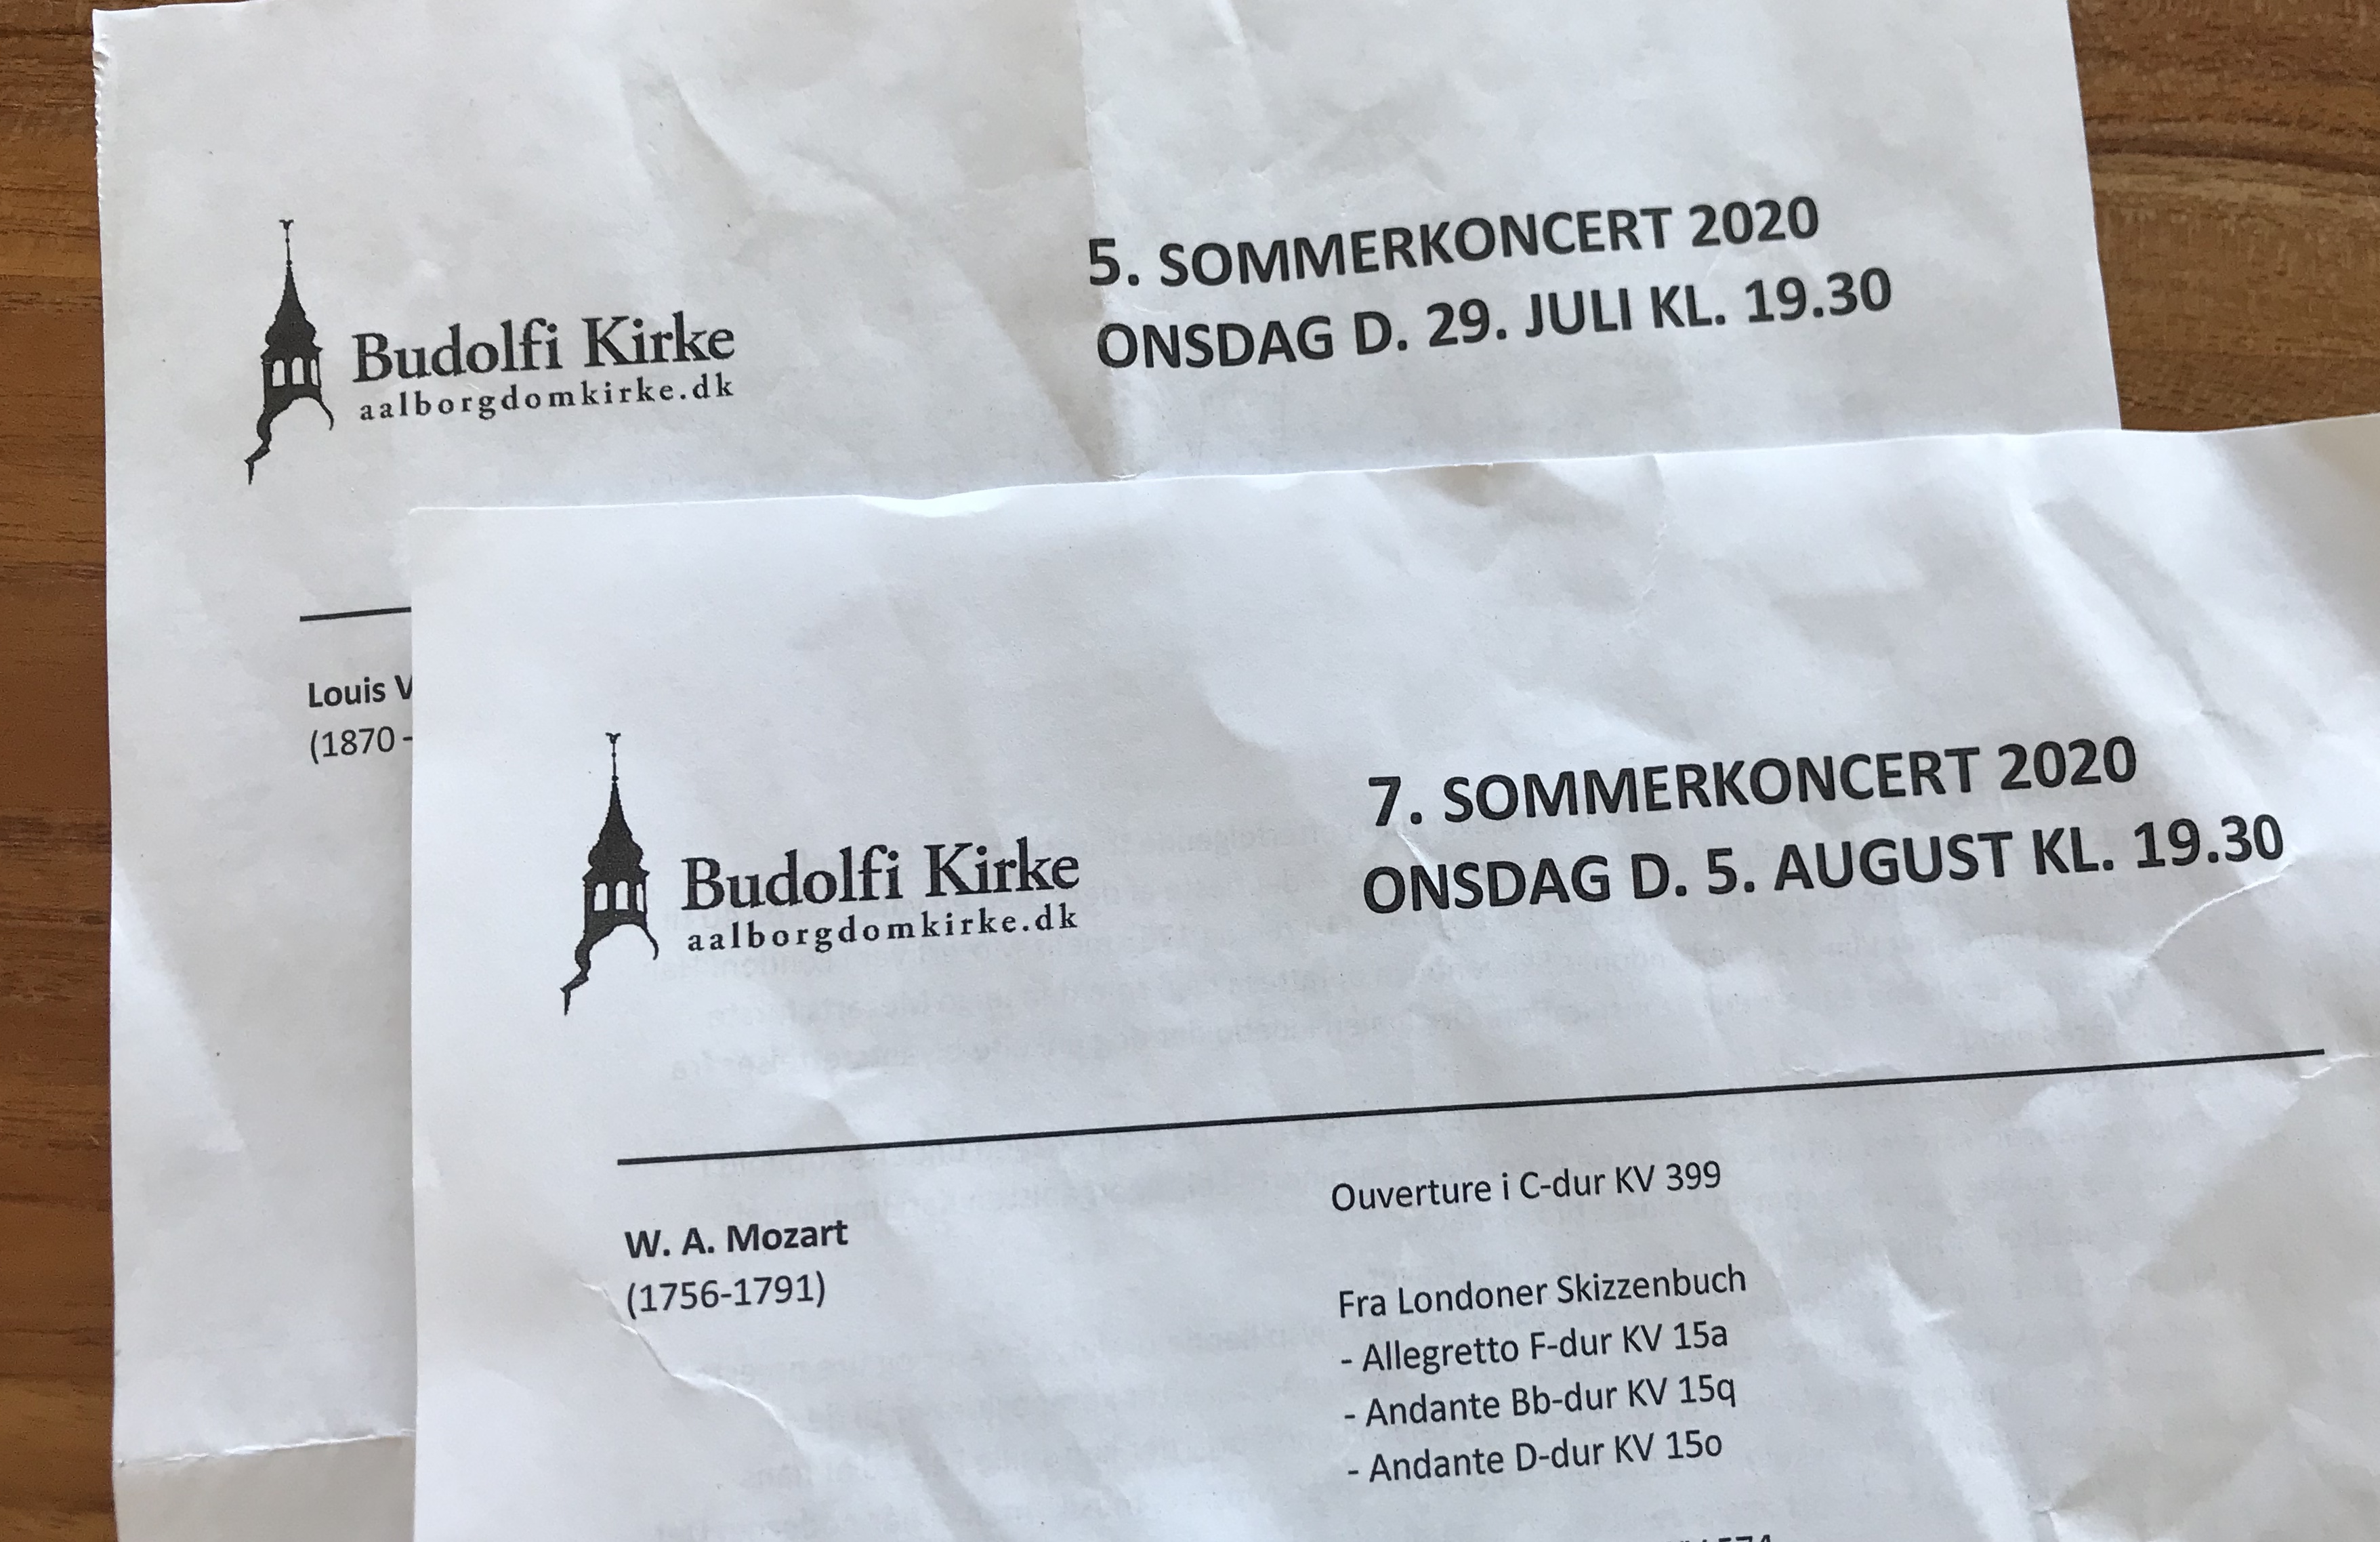 Budolfi Kirke
aalborgdomkirke.dk
5. SOMMERKONCERT 2020
ONSDAG D. 29. JULI KL. 19.30
Louis V
(1870 -
Budolfi Kirke
aalborgdomkirke.dk
7. SOMMERKONCERT 2020
ONSDAG D. 5. AUGUST KL. 19.30
W. A. Mozart
(1756-1791)
Ouverture i C-dur KV 399
Fra Londoner Skizzenbuch
- Allegretto F-dur KV 15a
- Andante Bb-dur KV 15q
- Andante D-dur KV 15o